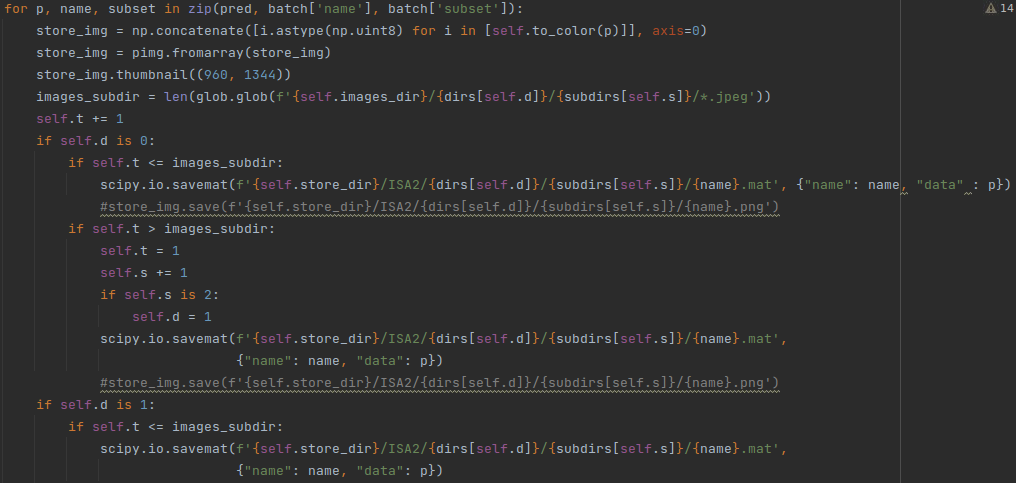 for p, name, subset in zip(pred, batch['name'], batch['subset']):
    store_img = np.concatenate([i.astype(np.uint8) for i in [self.to_color(p)]], axis=0)
    store_img = pimg.fromarray(store_img)
    store_img.thumbnail((960, 1344))
    images_subdir = len(glob.glob(f'{self.images_dir}/{dirs[self.d]}/{subdirs[self.s]}/*.jpeg'))
    self.t += 1
    if self.d is 0:
        if self.t <= images_subdir:
            scipy.io.savemat(f'{self.store_dir}/ISA2/{dirs[self.d]}/{subdirs[self.s]}/{name}.mat', {"name": name, "data" : p})
            #store_img.save(f'{self.store_dir}/ISA2/{dirs[self.d]}/{subdirs[self.s]}/{name}.png')
        if self.t > images_subdir:
            self.t = 1
            self.s += 1
            if self.s is 2:
                self.d = 1
            scipy.io.savemat(f'{self.store_dir}/ISA2/{dirs[self.d]}/{subdirs[self.s]}/{name}.mat',
                             {"name": name, "data": p})
            #store_img.save(f'{self.store_dir}/ISA2/{dirs[self.d]}/{subdirs[self.s]}/{name}.png')
    if self.d is 1:
        if self.t <= images_subdir:
            scipy.io.savemat(f'{self.store_dir}/ISA2/{dirs[self.d]}/{subdirs[self.s]}/{name}.mat',
                             {"name": name, "data": p})
14